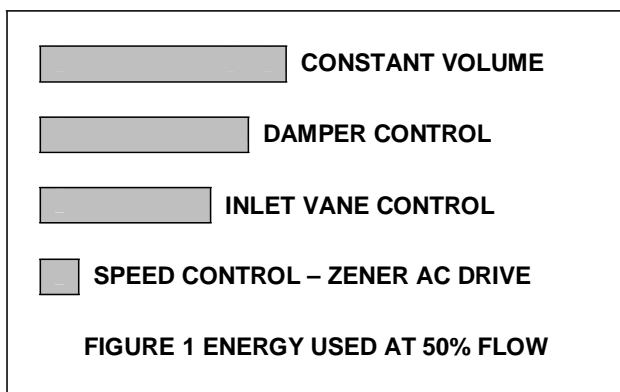 CONSTANT VOLUME
DAMPER CONTROL
INLET VANE CONTROL
SPEED CONTROL – ZENER AC DRIVE
FIGURE 1 ENERGY USED AT 50% FLOW